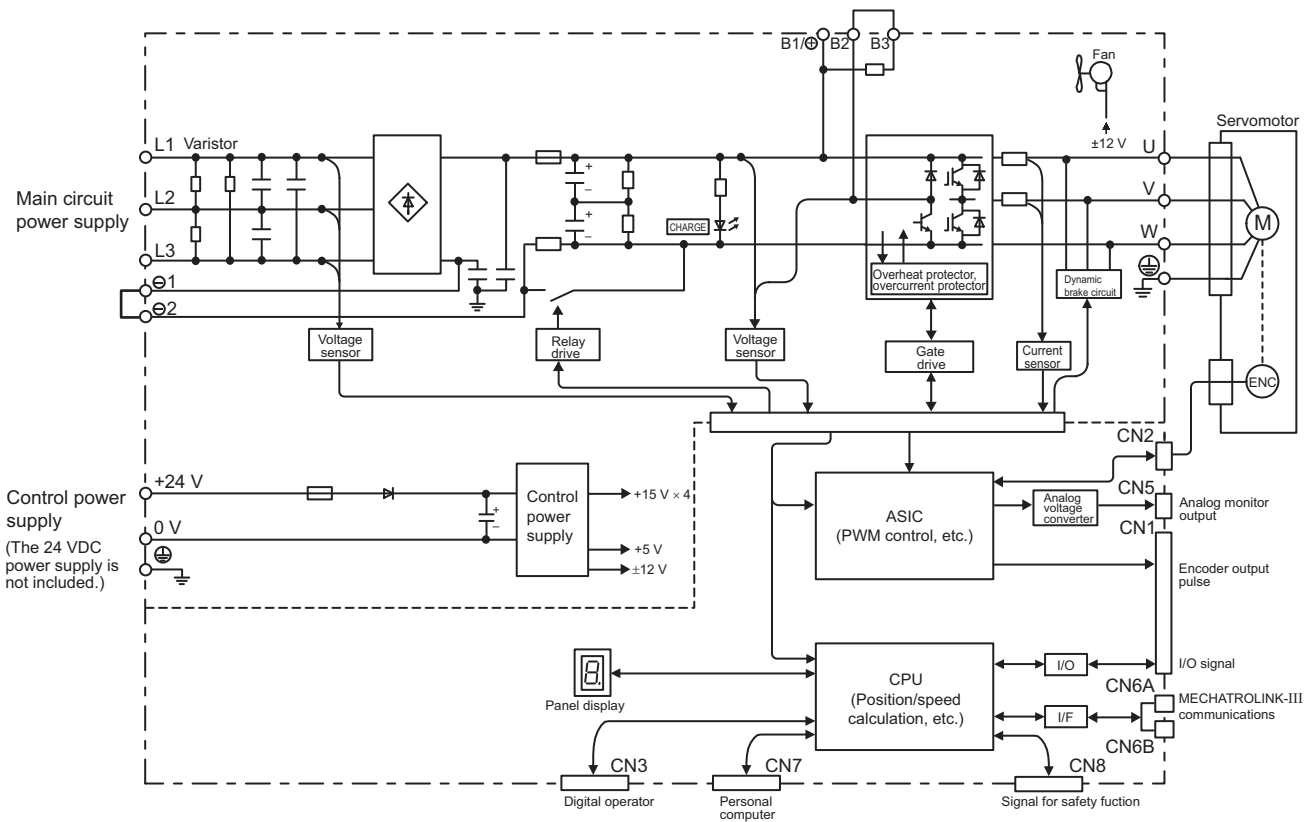 B1/⊕ B2 B3
Fan
±12 V
Servomotor
L1 Varistor
U
Main circuit
power supply
L2
V
L3
W
CHARGE
M
⊖1
⊖2
Overheat protector,
overcurrent protector
Dynamic
brake circuit
Voltage
sensor
Relay
drive
Voltage
sensor
Gate
drive
Current
sensor
ENC
+
–
+
–
Control power
supply
(The 24 VDC
power supply is
not included.)
+24 V
0 V
+
–
Control
power
supply
+15 V × 4
+5 V
±12 V
ASIC
(PWM control, etc.)
Analog
voltage
converter
CN2
CN5
Analog monitor
output
CN1
Encoder output
pulse
I/O signal
8.
Panel display
CPU
(Position/speed
calculation, etc.)
I/O
I/F
CN6A
MECHATROLINK-III
communications
CN6B
CN3
Digital operator
CN7
Personal
computer
CN8
Signal for safety fuction